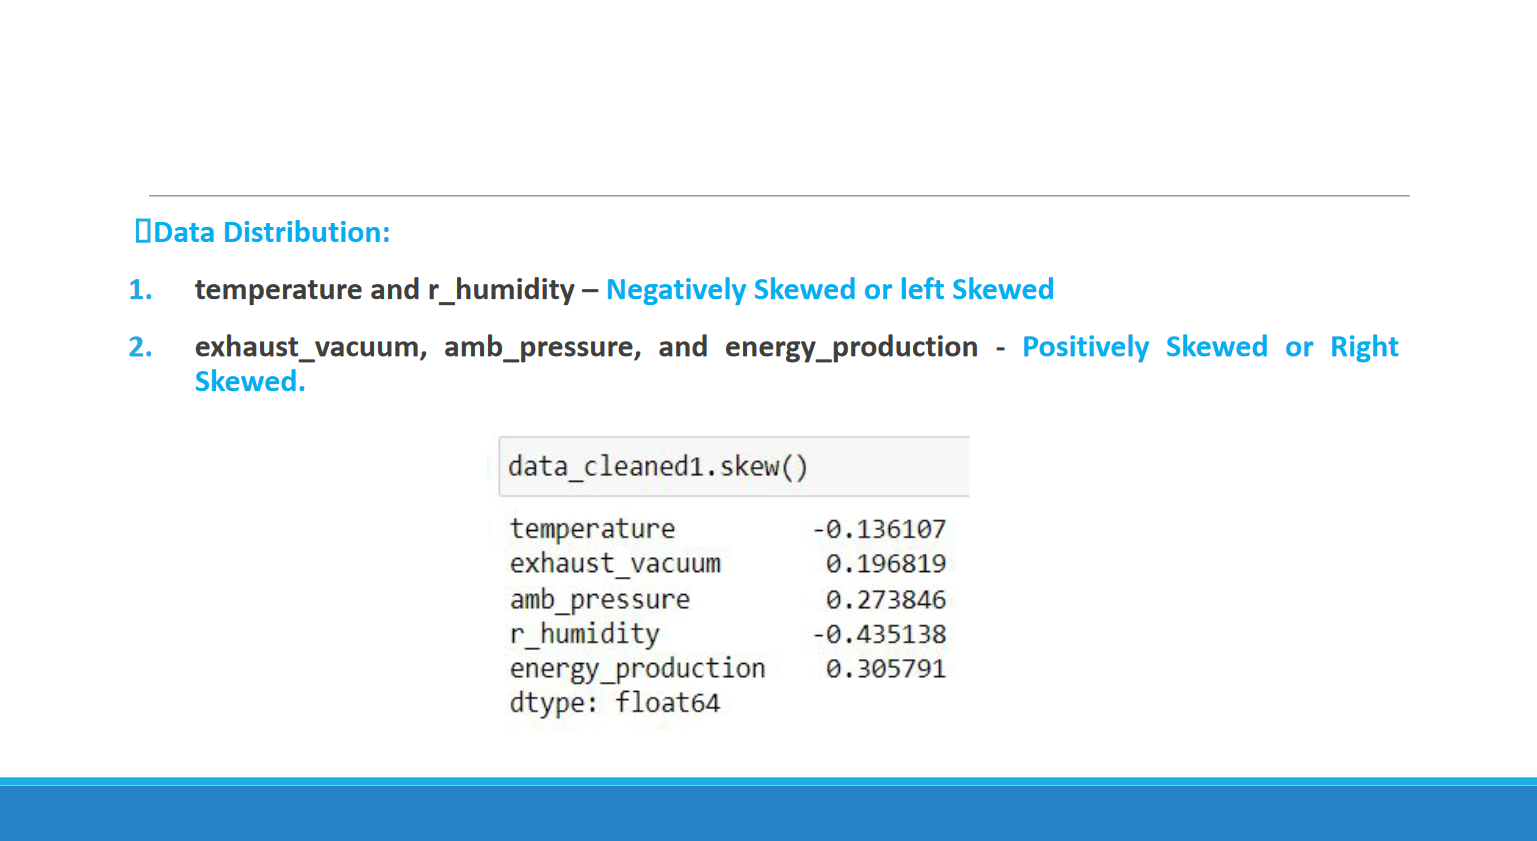 Data Distribution:
1. temperature and r_humidity – Negatively Skewed or left Skewed
2. exhaust_vacuum, amb_pressure, and energy_production - Positively Skewed or Right
Skewed.
data_cleaned1.skew()
temperature -0.136107
exhaust_vacuum 0.196819
amb_pressure 0.273846
r_humidity -0.435138
energy_production 0.305791
dtype: float64